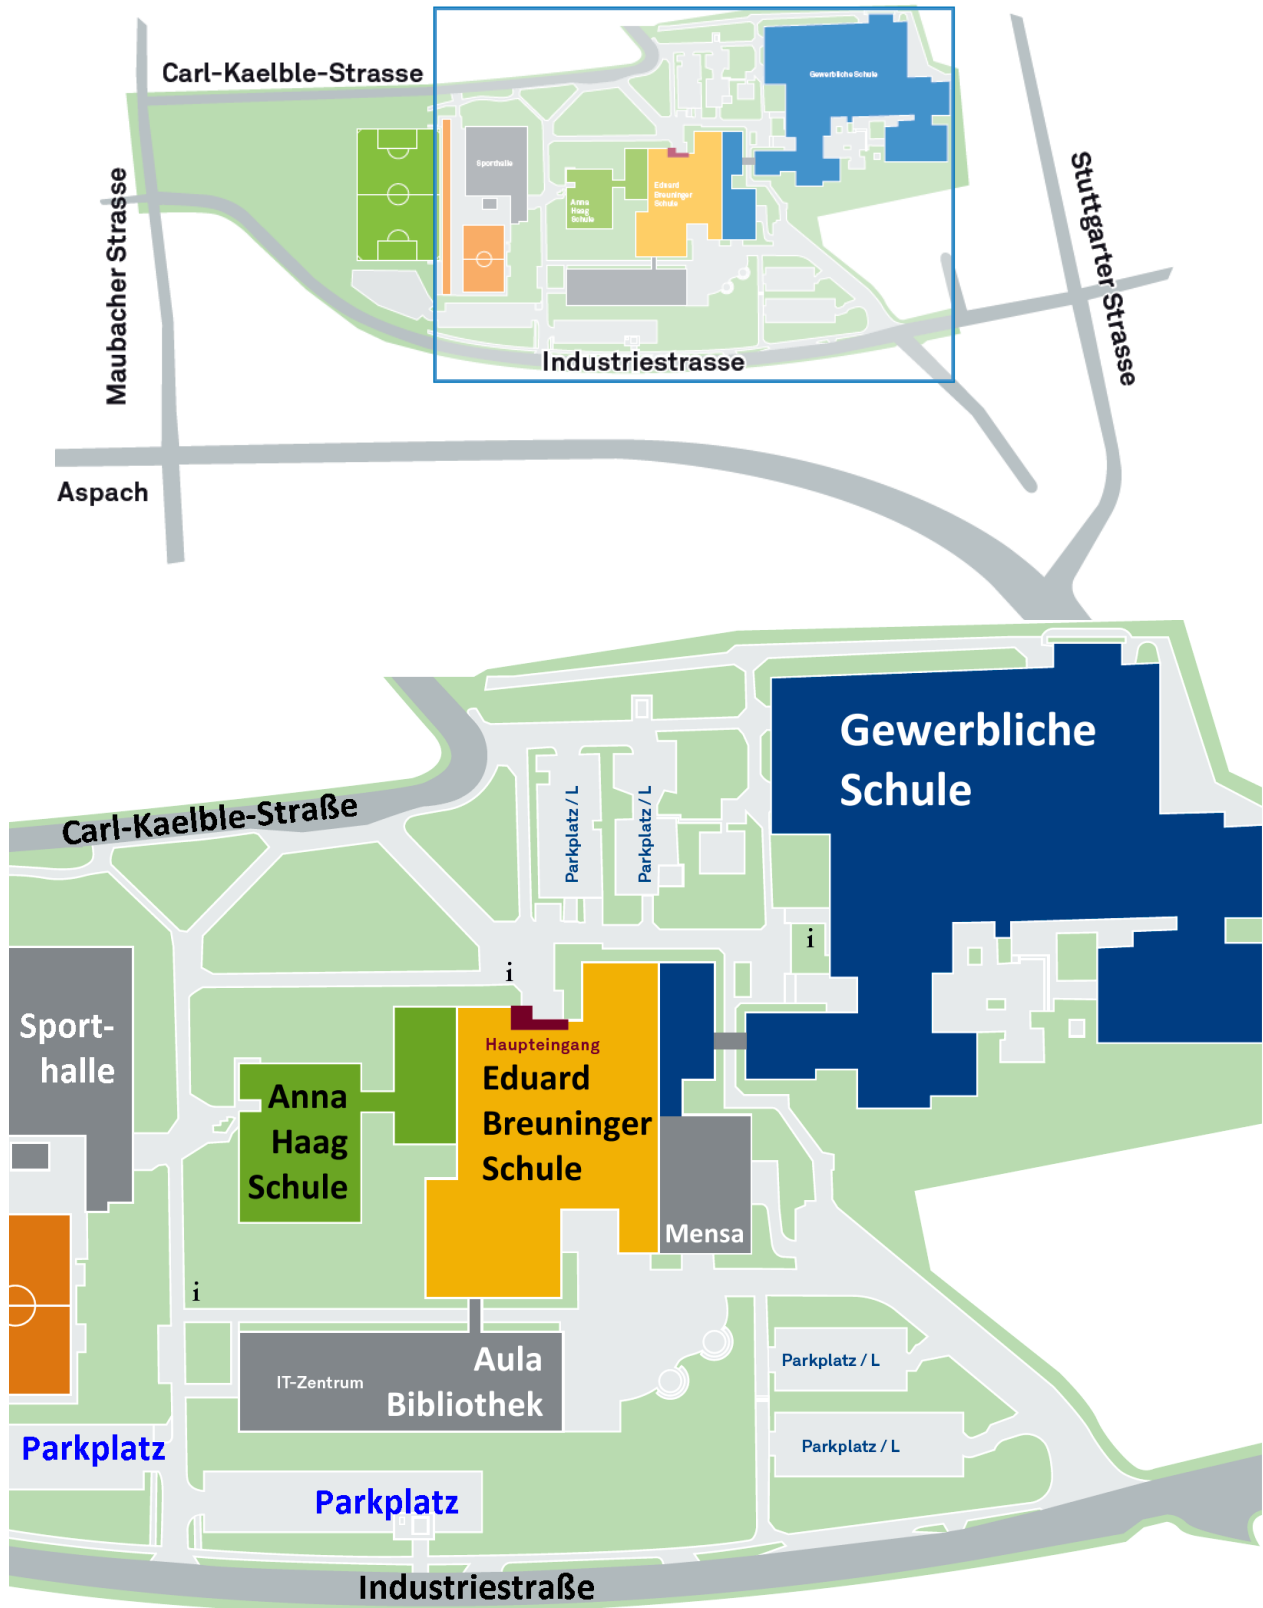 Carl-Kaelble-Strasse
Gewerbliche Schule
Sporthalle
Eduard
Breuninger
Schule
Anna
Haag
Schule
Maubacher Strasse
Stuttgarter Strasse
Industriestrasse
Aspach
Gewerbliche
Schule
Carl-Kaelble-Straße
Parkplatz / L
Parkplatz / L
i
i
Sport-
halle
Haupteingang
Eduard
Breuninger
Schule
Anna
Haag
Schule
Mensa
i
Aula
IT-Zentrum
Bibliothek
Parkplatz / L
Parkplatz / L
Parkplatz
Parkplatz
Industriestraße